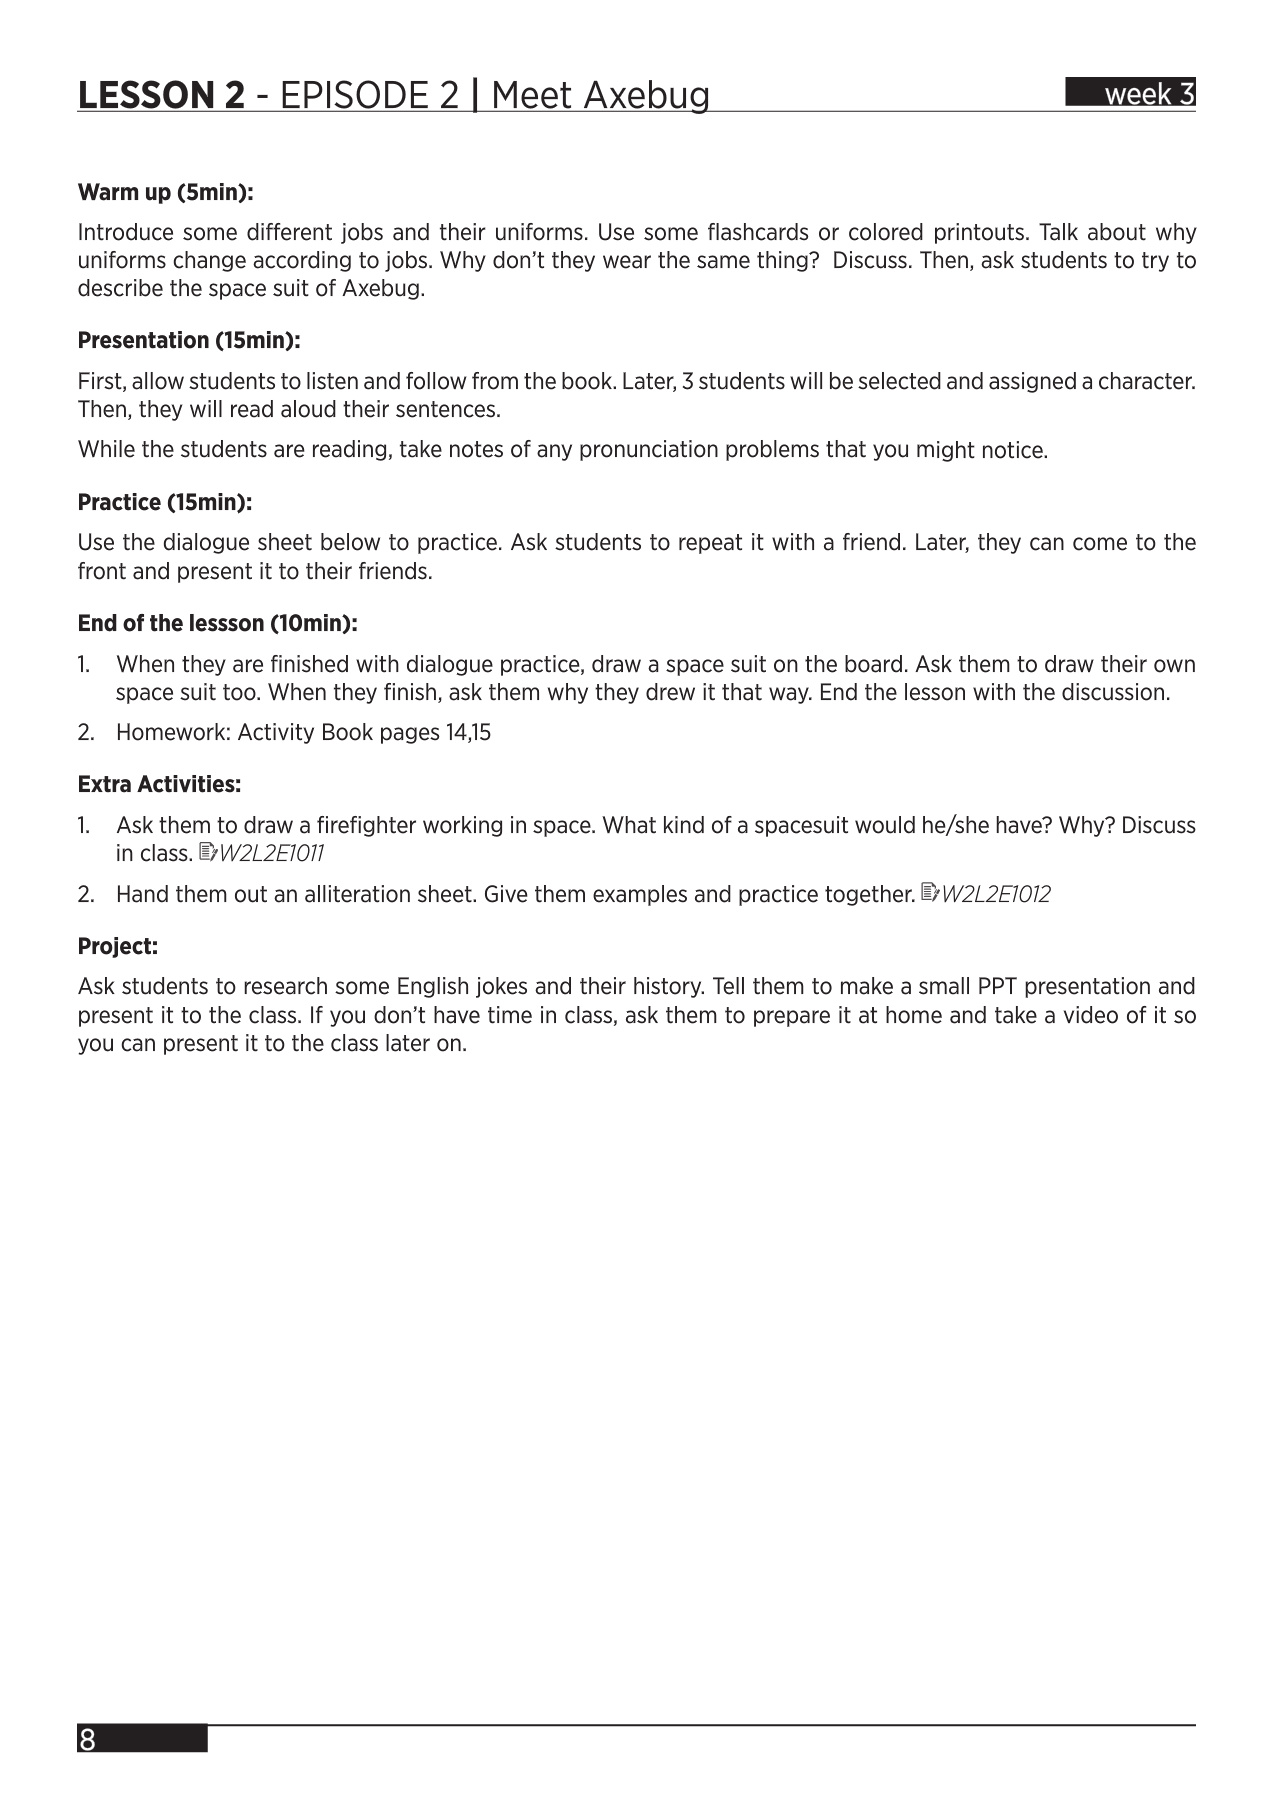 LESSON 2 - EPISODE 2 | Meet Axebug
week 3
Warm up (5min):
Introduce some different jobs and their uniforms. Use some flashcards or colored printouts. Talk about why
uniforms change according to jobs. Why don’t they wear the same thing?  Discuss. Then, ask students to try to
describe the space suit of Axebug.
Presentation (15min):
First, allow students to listen and follow from the book. Later, 3 students will be selected and assigned a character.
Then, they will read aloud their sentences.
While the students are reading, take notes of any pronunciation problems that you might notice.
Practice (15min):
Use the dialogue sheet below to practice. Ask students to repeat it with a friend. Later, they can come to the
front and present it to their friends.
End of the lessson (10min):
1. When they are finished with dialogue practice, draw a space suit on the board. Ask them to draw their own
space suit too. When they finish, ask them why they drew it that way. End the lesson with the discussion.
2. Homework: Activity Book pages 14,15
Extra Activities:
1. Ask them to draw a firefighter working in space. What kind of a spacesuit would he/she have? Why? Discuss
in class. W2L2E1011
2. Hand them out an alliteration sheet. Give them examples and practice together. W2L2E1012
Project:
Ask students to research some English jokes and their history. Tell them to make a small PPT presentation and
present it to the class. If you don’t have time in class, ask them to prepare it at home and take a video of it so
you can present it to the class later on.
8